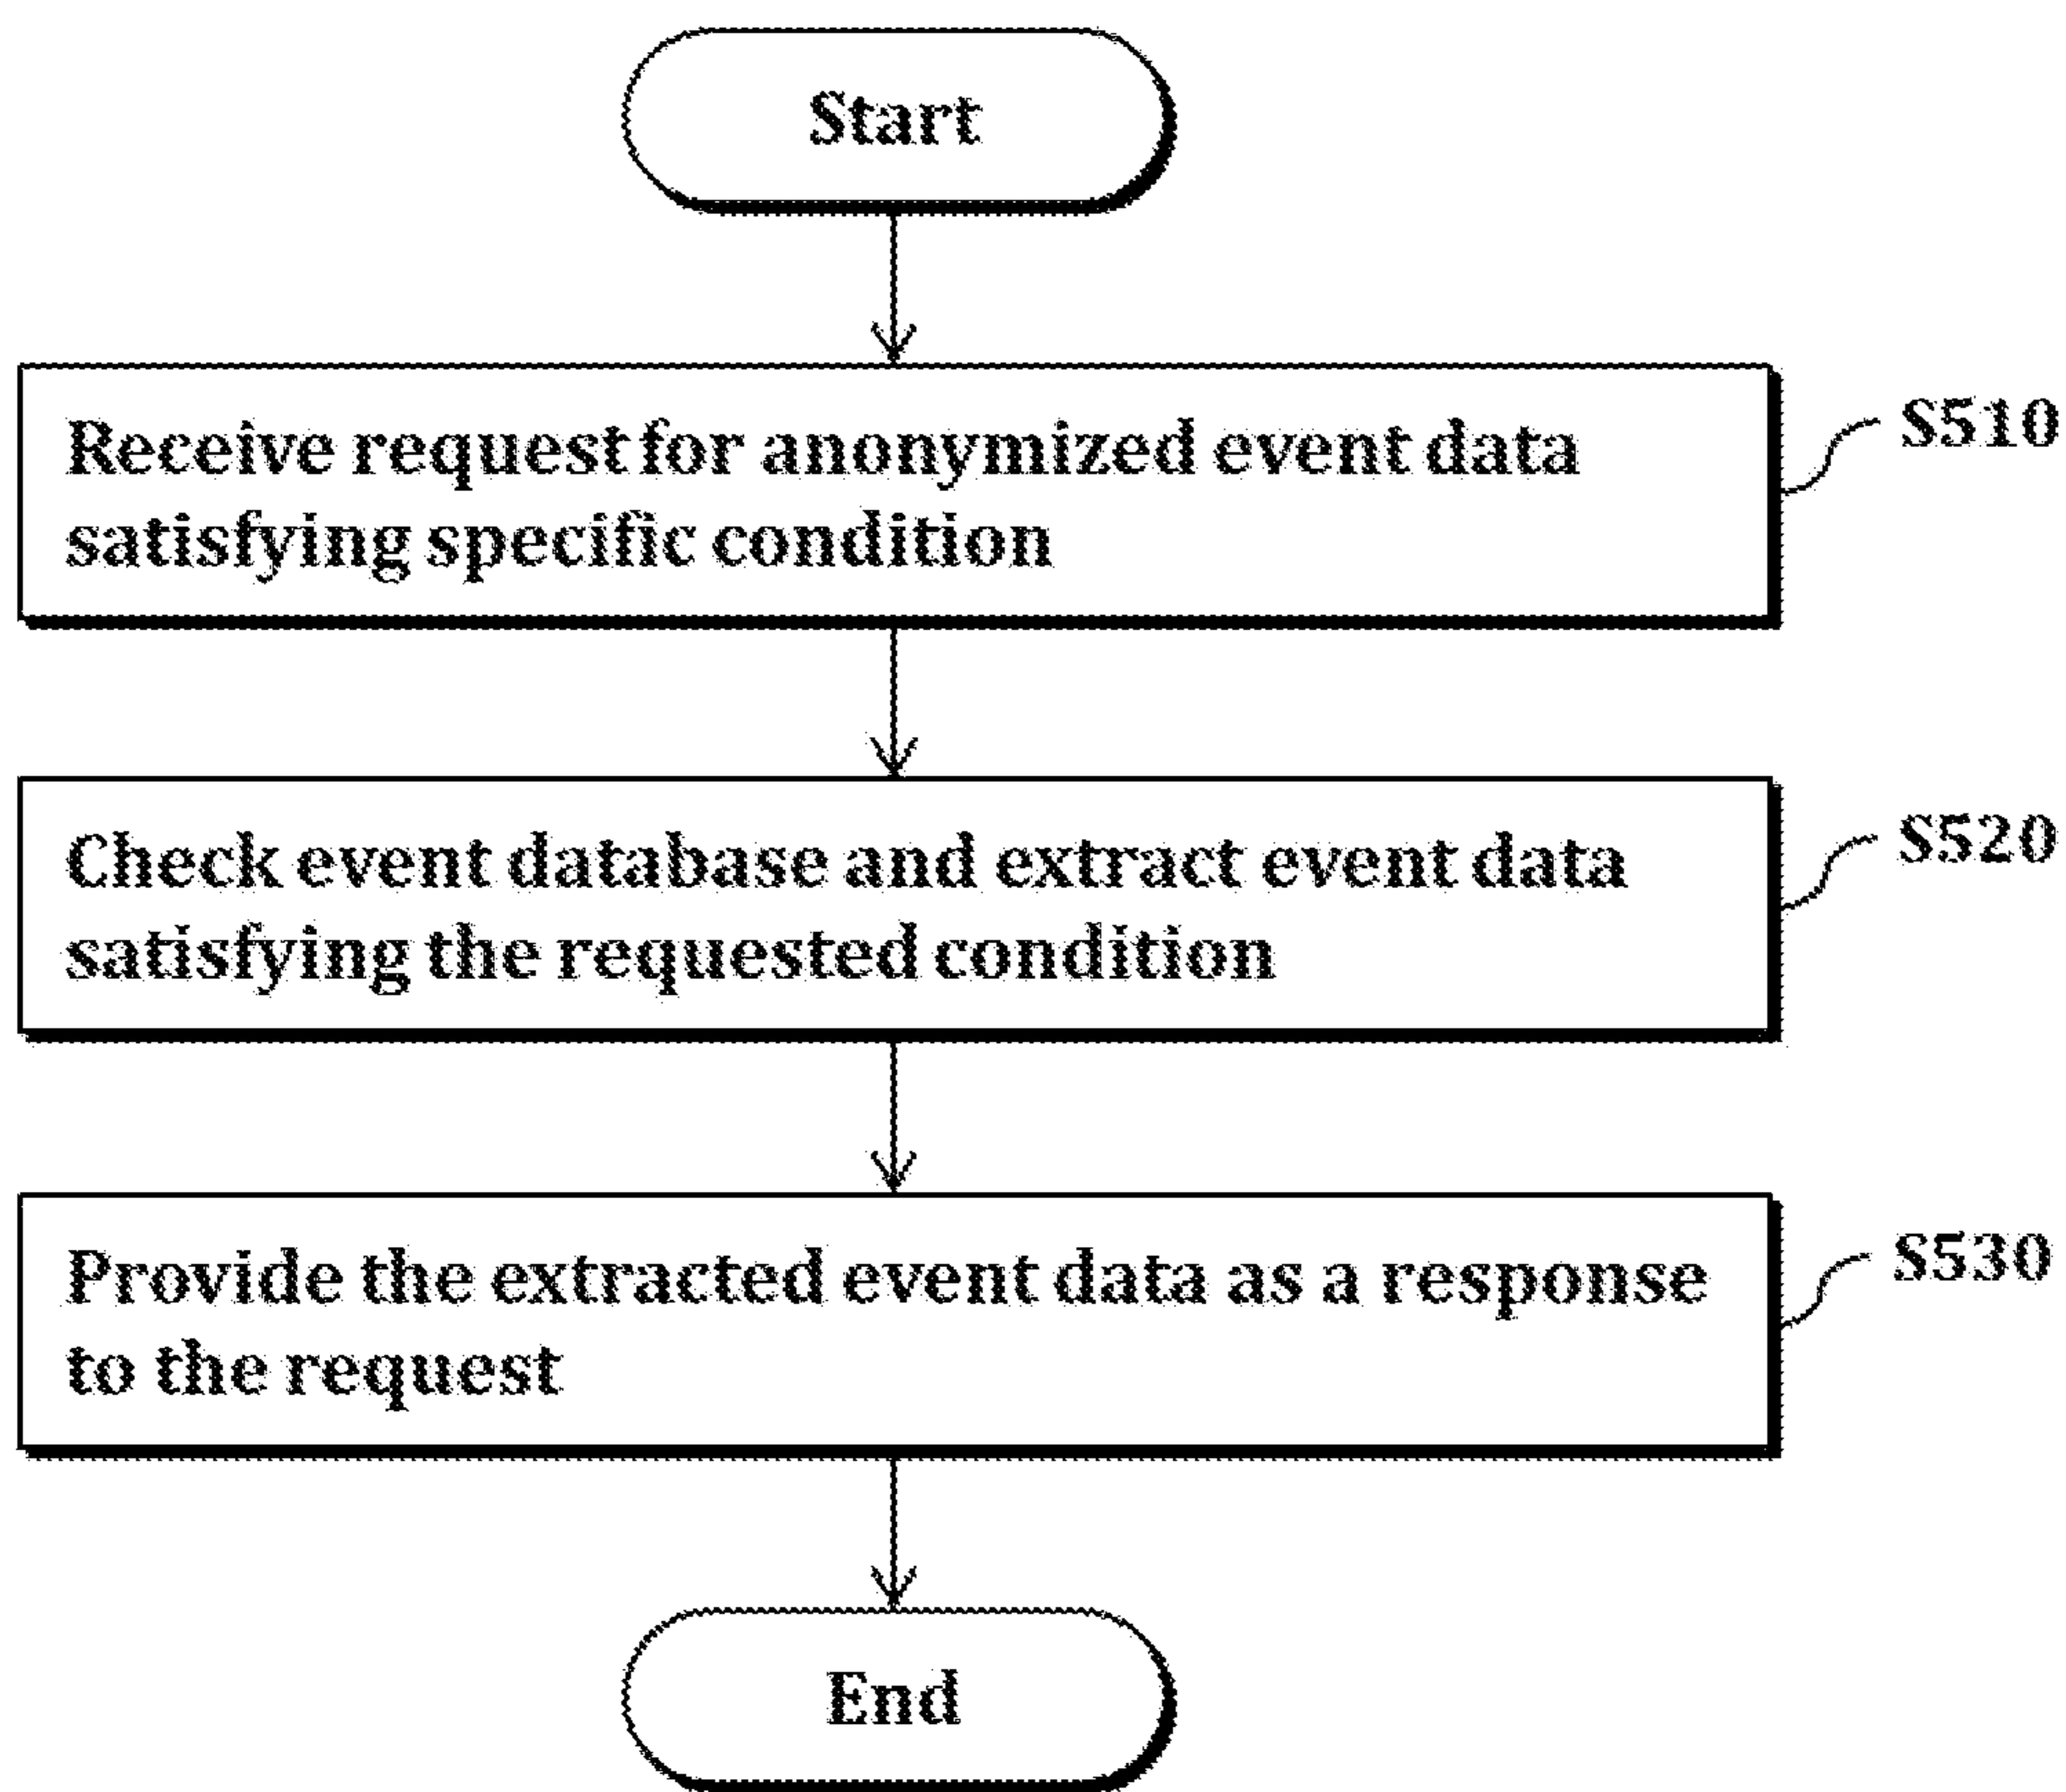 Start
Receive request for anonymized event data
satisfying specific condition
S510
Check event database and extract event data
satisfying the requested condition
S520
Provide the extracted event data as a response
to the request
S530
End